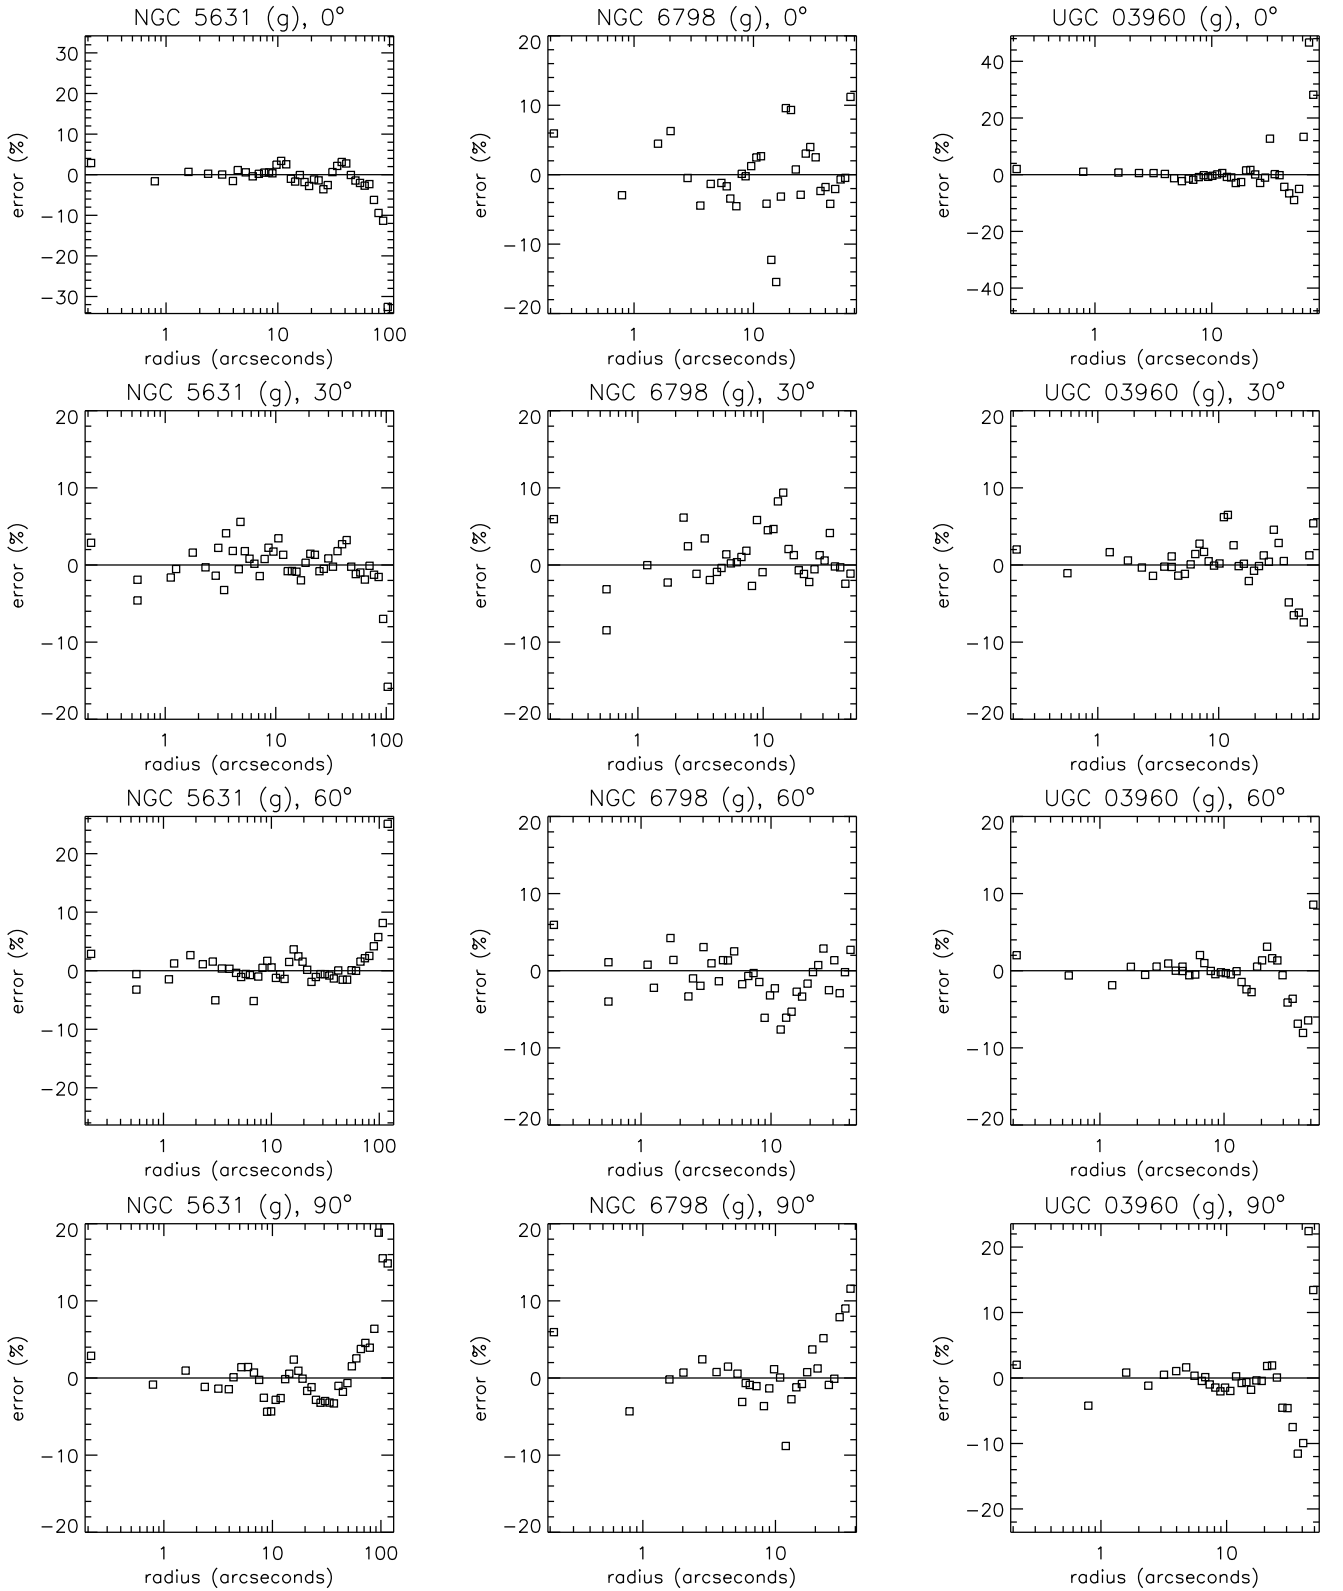 NGC 5631 (g), 0°
NGC 6798 (g), 0°
UGC 03960 (g), 0°
error (%)
30
20
10
0
−10
−20
−30
1
10
100
radius (arcseconds)
error (%)
20
10
0
−10
−20
1
10
radius (arcseconds)
error (%)
40
20
0
−20
−40
1
10
radius (arcseconds)
NGC 5631 (g), 30°
NGC 6798 (g), 30°
UGC 03960 (g), 30°
error (%)
20
10
0
−10
−20
1
10
100
radius (arcseconds)
error (%)
20
10
0
−10
−20
1
10
radius (arcseconds)
error (%)
20
10
0
−10
−20
1
10
radius (arcseconds)
NGC 5631 (g), 60°
NGC 6798 (g), 60°
UGC 03960 (g), 60°
error (%)
20
10
0
−10
−20
1
10
100
radius (arcseconds)
error (%)
20
10
0
−10
−20
1
10
radius (arcseconds)
error (%)
20
10
0
−10
−20
1
10
radius (arcseconds)
NGC 5631 (g), 90°
NGC 6798 (g), 90°
UGC 03960 (g), 90°
error (%)
20
10
0
−10
−20
1
10
100
radius (arcseconds)
error (%)
20
10
0
−10
−20
1
10
radius (arcseconds)
error (%)
20
10
0
−10
−20
1
10
radius (arcseconds)